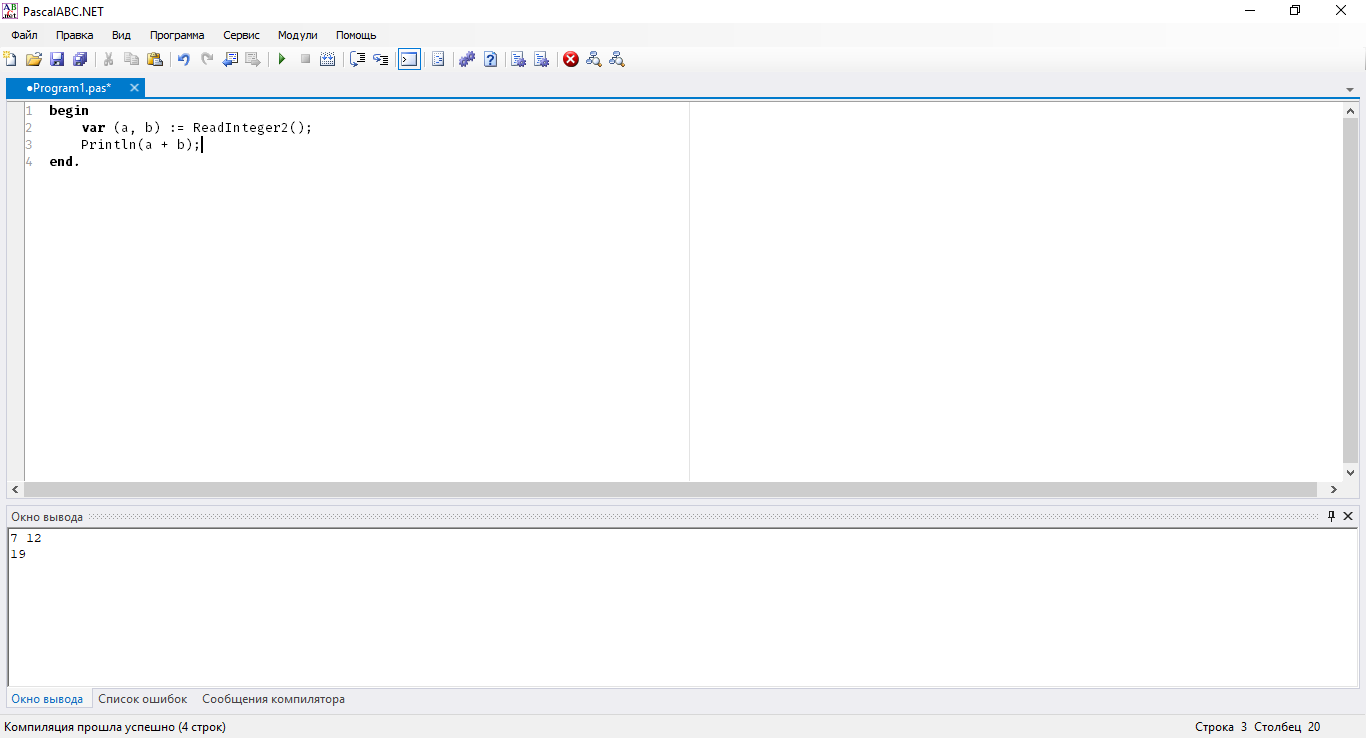 PascalABC.NET
Файл Правка Вид Программа Сервис Модули Помощь
●Program1.pas*
1 begin
2 var (a, b) := ReadInteger2();
3 Println(a + b);
4 end.
Окно вывода
7 12
19
Окно вывода Список ошибок Сообщения компилятора
Компиляция прошла успешно (4 строк) Строка 3 Столбец 20